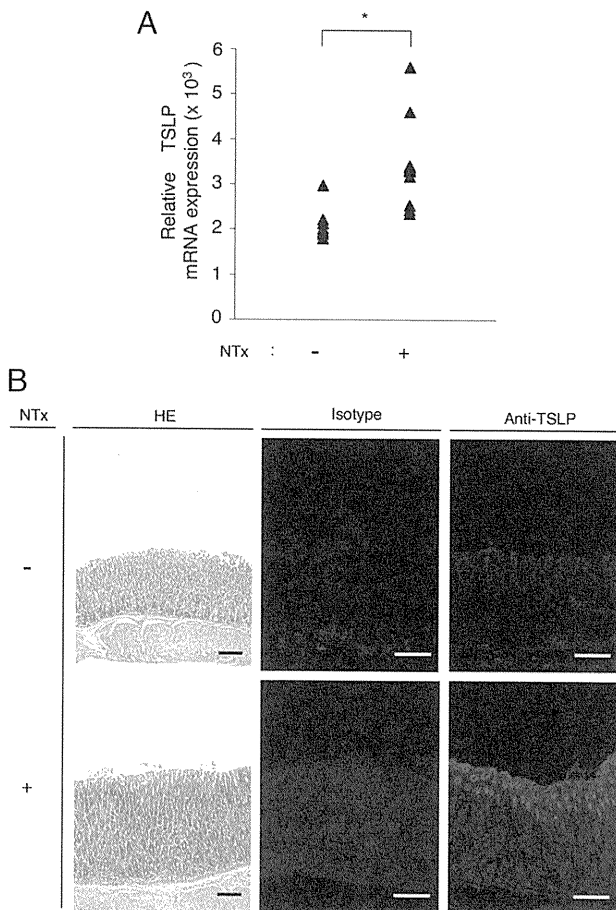 A
*
Relative TSLP
mRNA expression (x 10³)
6
5
4
3
2
1
0
NTx : - +
B
NTx HE Isotype Anti-TSLP
-
+